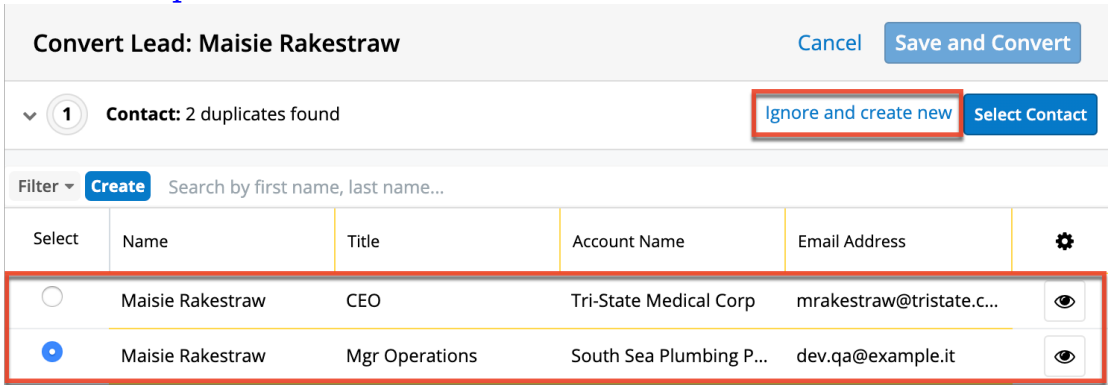 Convert Lead: Maisie Rakestraw Cancel Save and Convert
1 Contact: 2 duplicates found Ignore and create new Select Contact
Filter Create Search by first name, last name...
Select Name Title Account Name Email Address
Maisie Rakestraw CEO Tri-State Medical Corp mrakestraw@tristate.c...
Maisie Rakestraw Mgr Operations South Sea Plumbing P... dev.qa@example.it